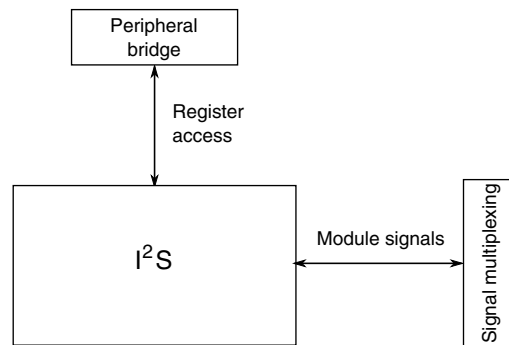 Peripheral
bridge
Register
access
I²S
Module signals
Signal multiplexing